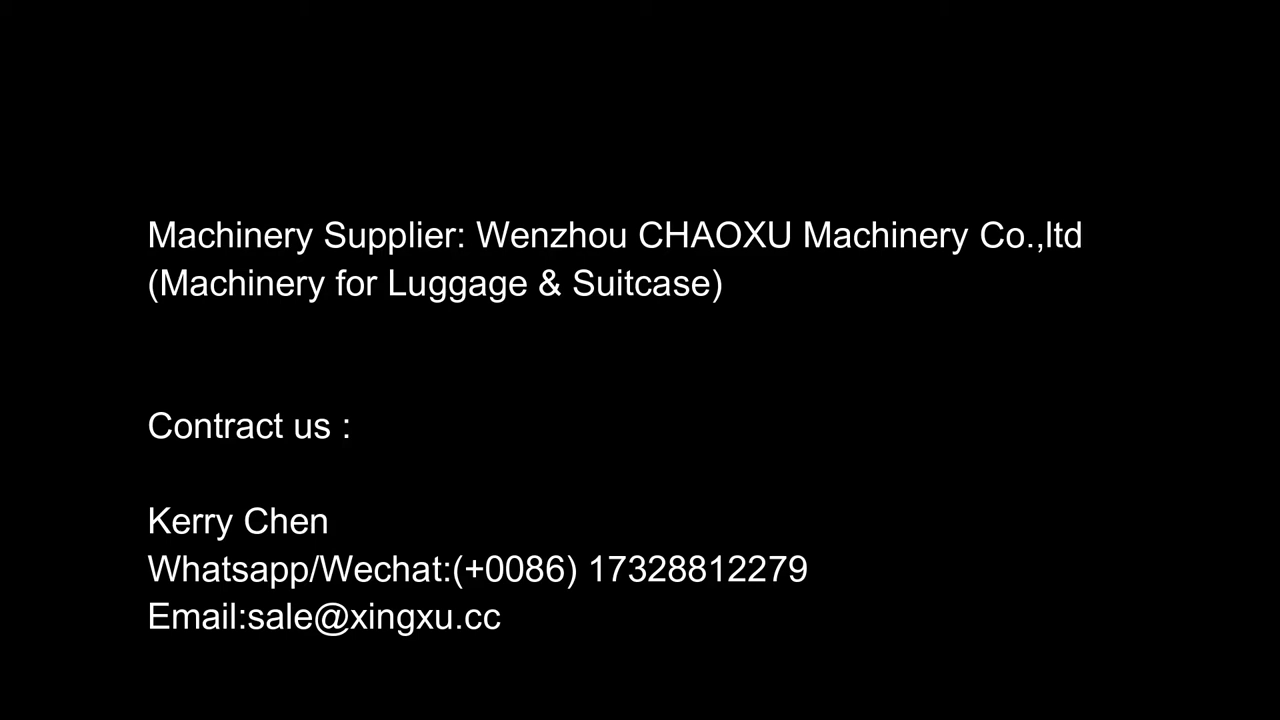 Machinery Supplier: Wenzhou CHAOXU Machinery Co.,ltd
(Machinery for Luggage & Suitcase)
Contract us :
Kerry Chen
Whatsapp/Wechat:(+0086) 17328812279
Email:sale@xingxu.cc